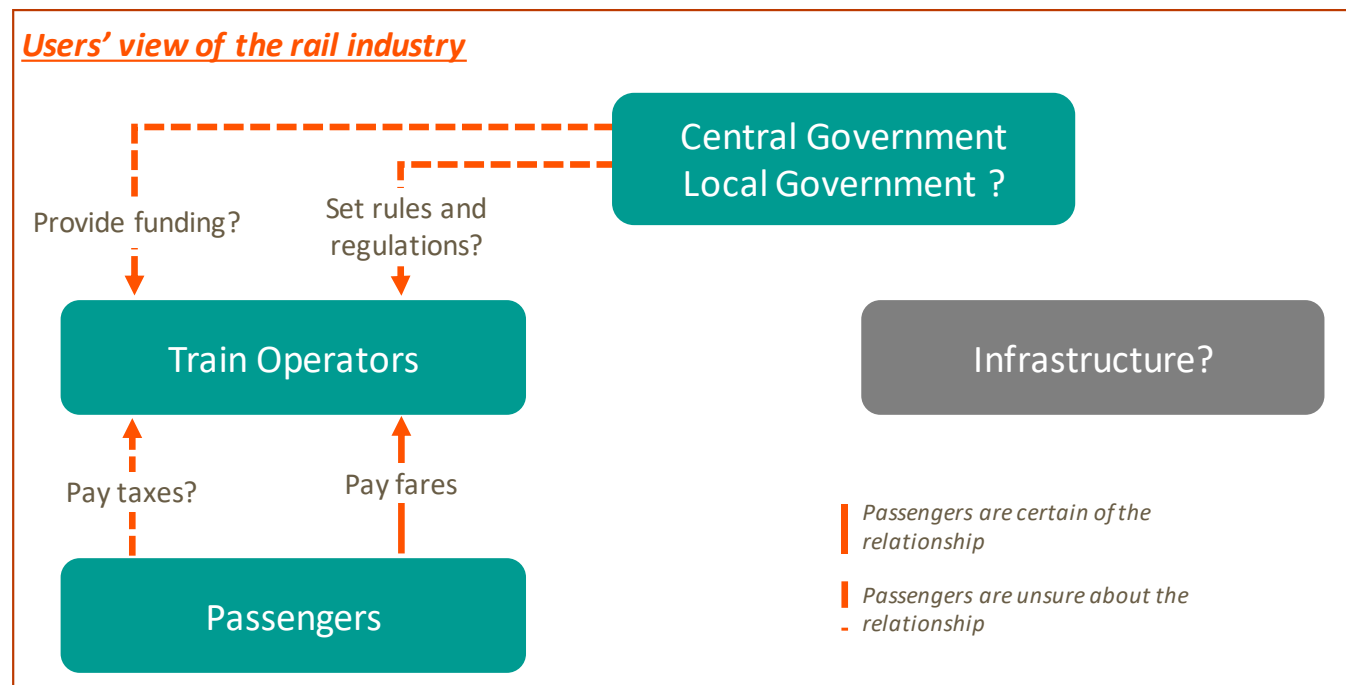 Users’ view of the rail industry
Central Government
Local Government ?
Provide funding?
Set rules and
regulations?
Train Operators
Infrastructure?
Pay taxes?
Pay fares
Passengers are certain of the
relationship
Passengers are unsure about the
relationship
Passengers